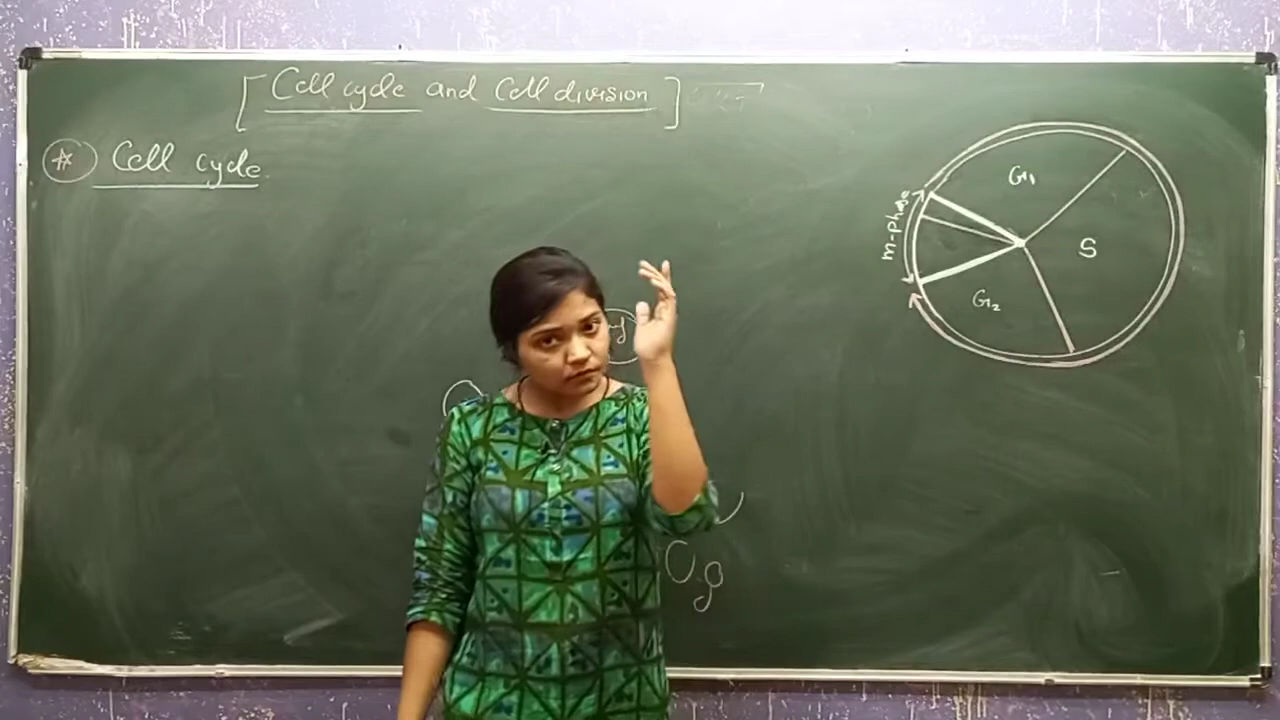 [Cell cycle and Cell division]
Cell cycle.
G1
S
G2
m-phase